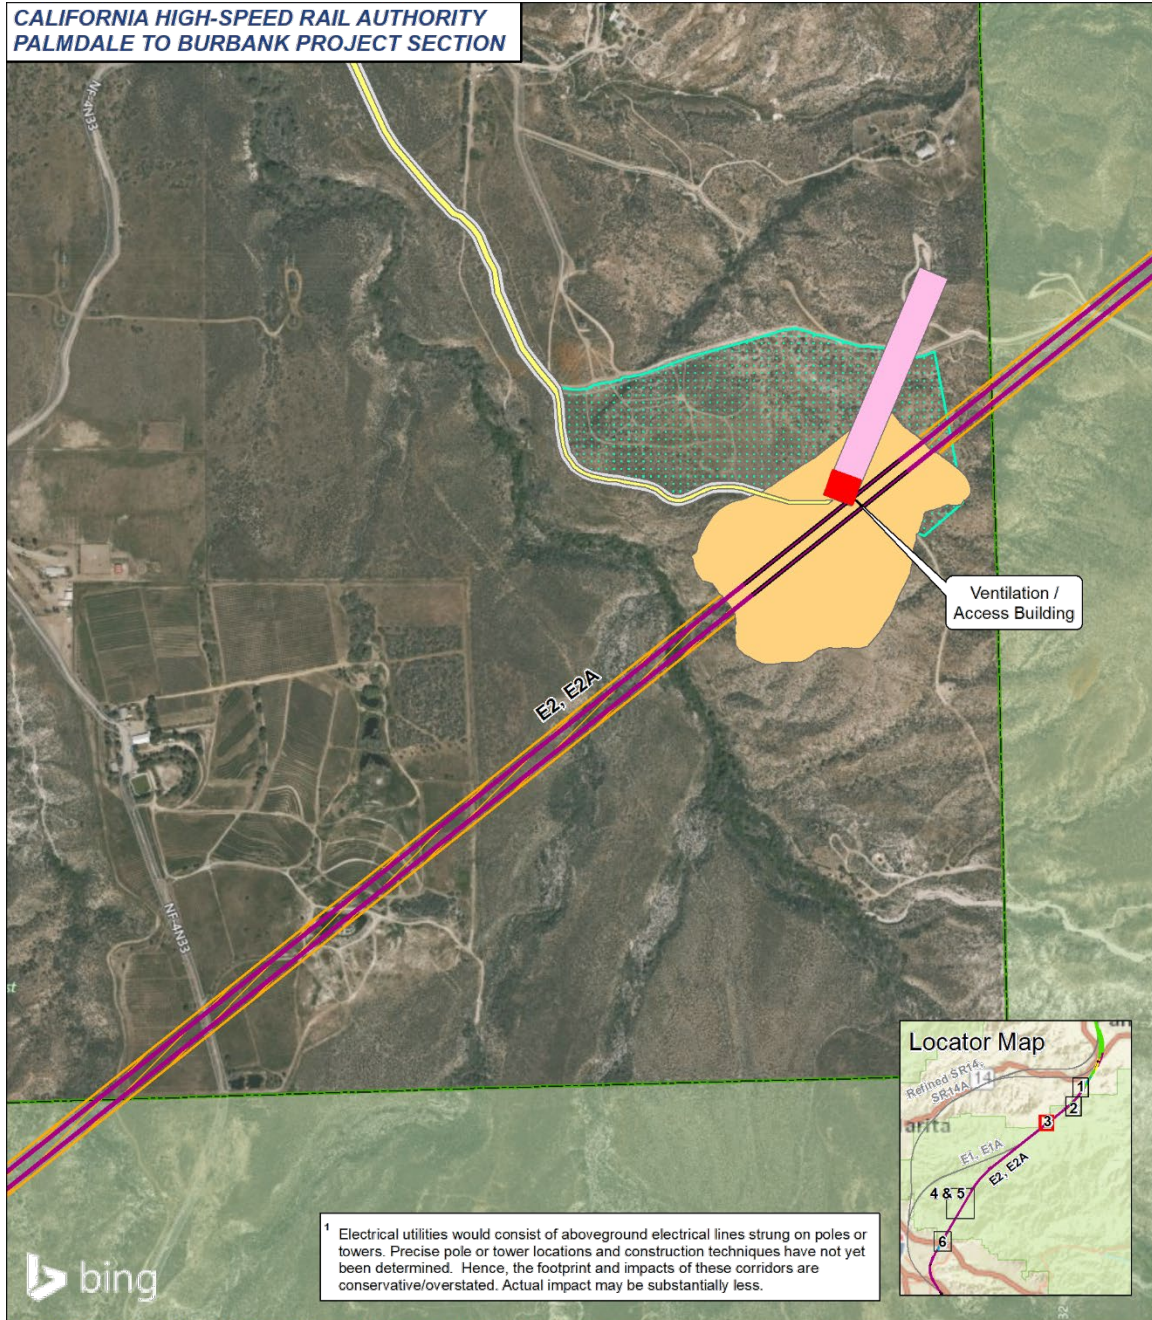 CALIFORNIA HIGH-SPEED RAIL AUTHORITY
PALMDALE TO BURBANK PROJECT SECTION
NF-4N33
Ventilation /
Access Building
E2, E2A
NF-4N33
st
Locator Map
Refined SR14,
SR14A
14
arita
1
2
3
E1, E1A
E2, E2A
4 & 5
6
1 Electrical utilities would consist of aboveground electrical lines strung on poles or
towers. Precise pole or tower locations and construction techniques have not yet
been determined. Hence, the footprint and impacts of these corridors are
conservative/overstated. Actual impact may be substantially less.
bing